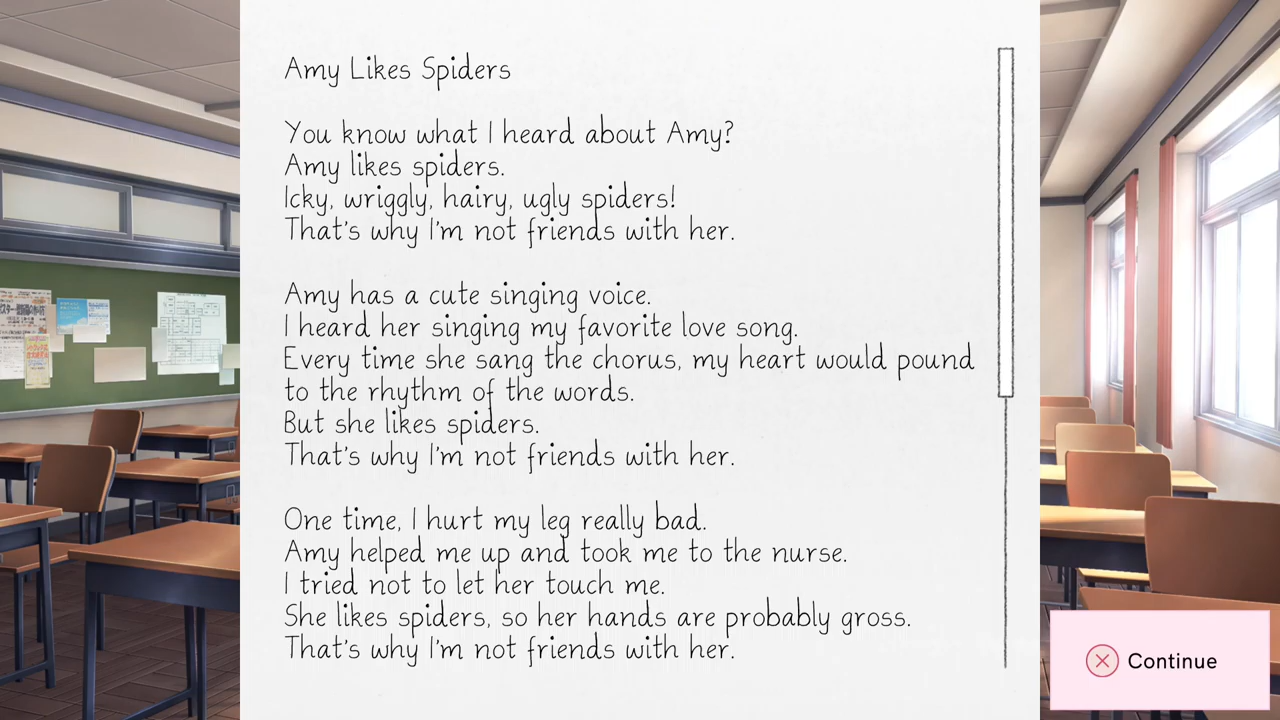 Amy Likes Spiders
You know what I heard about Amy?
Amy likes spiders.
Icky, wriggly, hairy, ugly spiders!
That's why I'm not friends with her.
Amy has a cute singing voice.
I heard her singing my favorite love song.
Every time she sang the chorus, my heart would pound
to the rhythm of the words.
But she likes spiders.
That's why I'm not friends with her.
One time, I hurt my leg really bad.
Amy helped me up and took me to the nurse.
I tried not to let her touch me.
She likes spiders, so her hands are probably gross.
That's why I'm not friends with her.
Continue